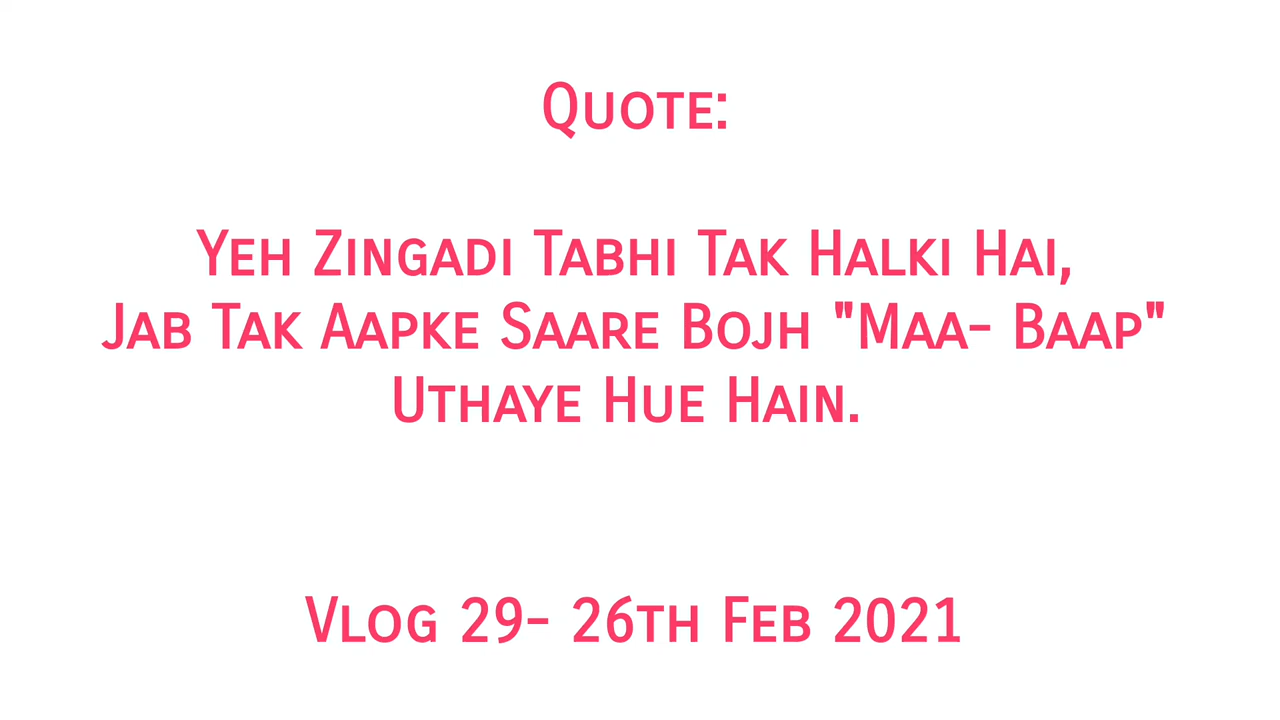 Quote:
Yeh Zingadi Tabhi Tak Halki Hai,
Jab Tak Aapke Saare Bojh "Maa- Baap"
Uthaye Hue Hain.
Vlog 29- 26th Feb 2021